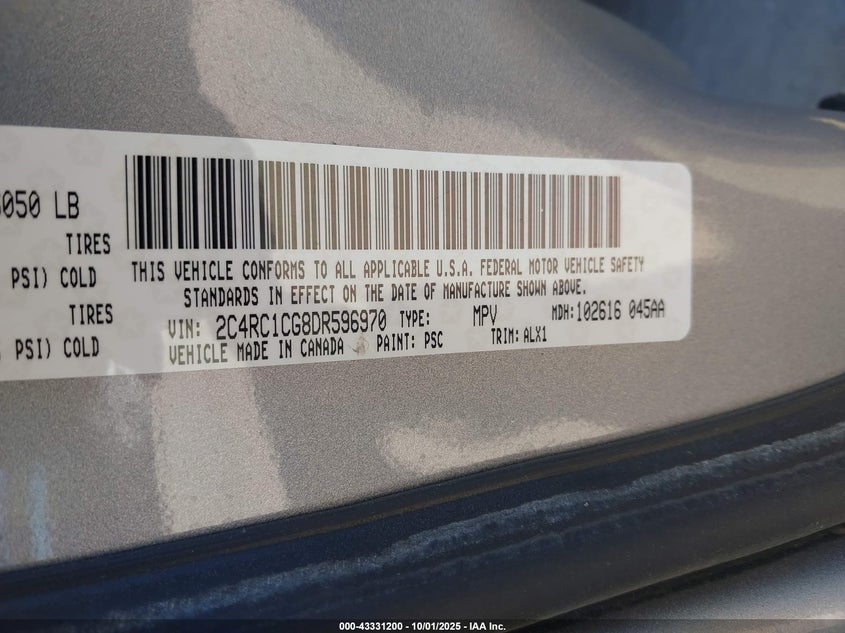 050 LB
TIRES
PSI) COLD
TIRES
PSI) COLD
THIS VEHICLE CONFORMS TO ALL APPLICABLE U.S.A. FEDERAL MOTOR VEHICLE SAFETY
STANDARDS IN EFFECT ON THE DATE OF MANUFACTURE SHOWN ABOVE.
VIN: 2C4RC1CG8DR596970 TYPE: MPV MDH:102616 045AA
VEHICLE MADE IN CANADA PAINT: PSC TRIM: ALX1
000-43331200 - 10/01/2025 - IAA Inc.